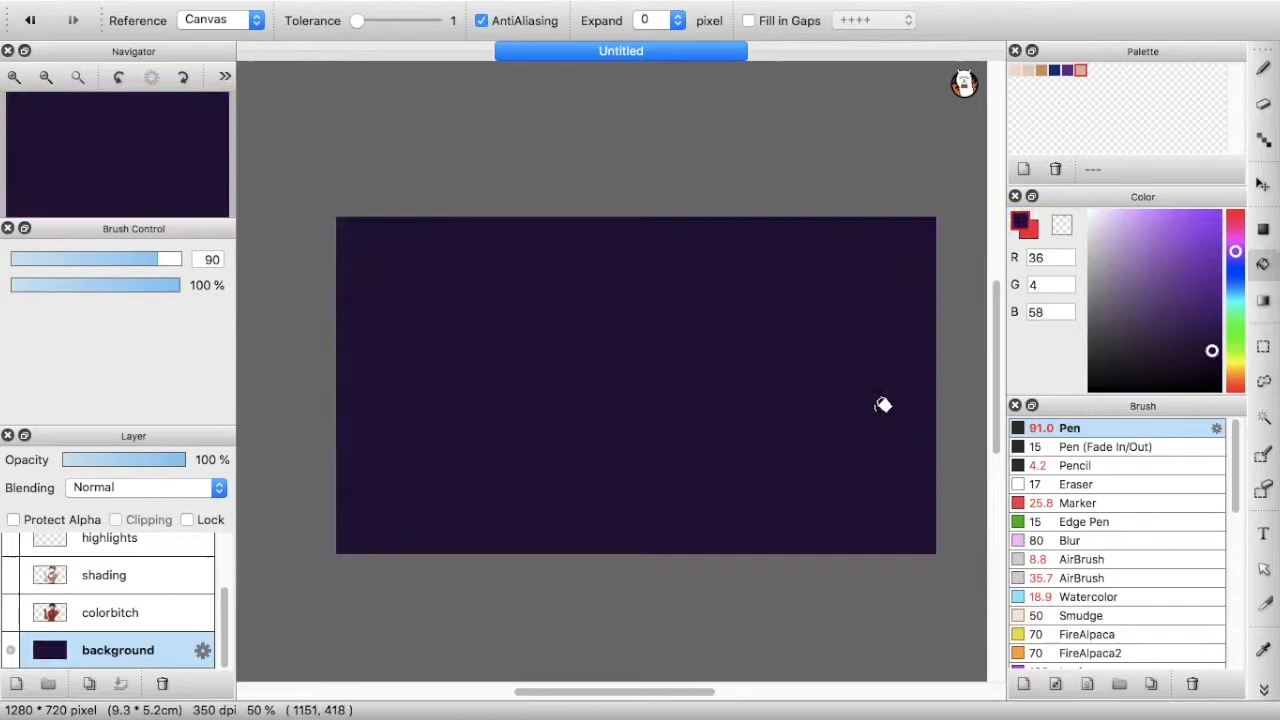 Reference Canvas Tolerance 1 AntiAliasing Expand 0 pixel Fill in Gaps ++++
Navigator
Untitled
Palette
---
Brush Control
90
100 %
Color
R 36
G 4
B 58
Layer
Opacity 100 %
Blending Normal
Protect Alpha Clipping Lock
highlights
shading
colorbitch
background
Brush
91.0 Pen
15 Pen (Fade In/Out)
4.2 Pencil
17 Eraser
25.8 Marker
15 Edge Pen
80 Blur
8.8 AirBrush
35.7 AirBrush
18.9 Watercolor
50 Smudge
70 FireAlpaca
70 FireAlpaca2
T
1280 * 720 pixel (9.3 * 5.2cm) 350 dpi 50 % ( 1151, 418 )